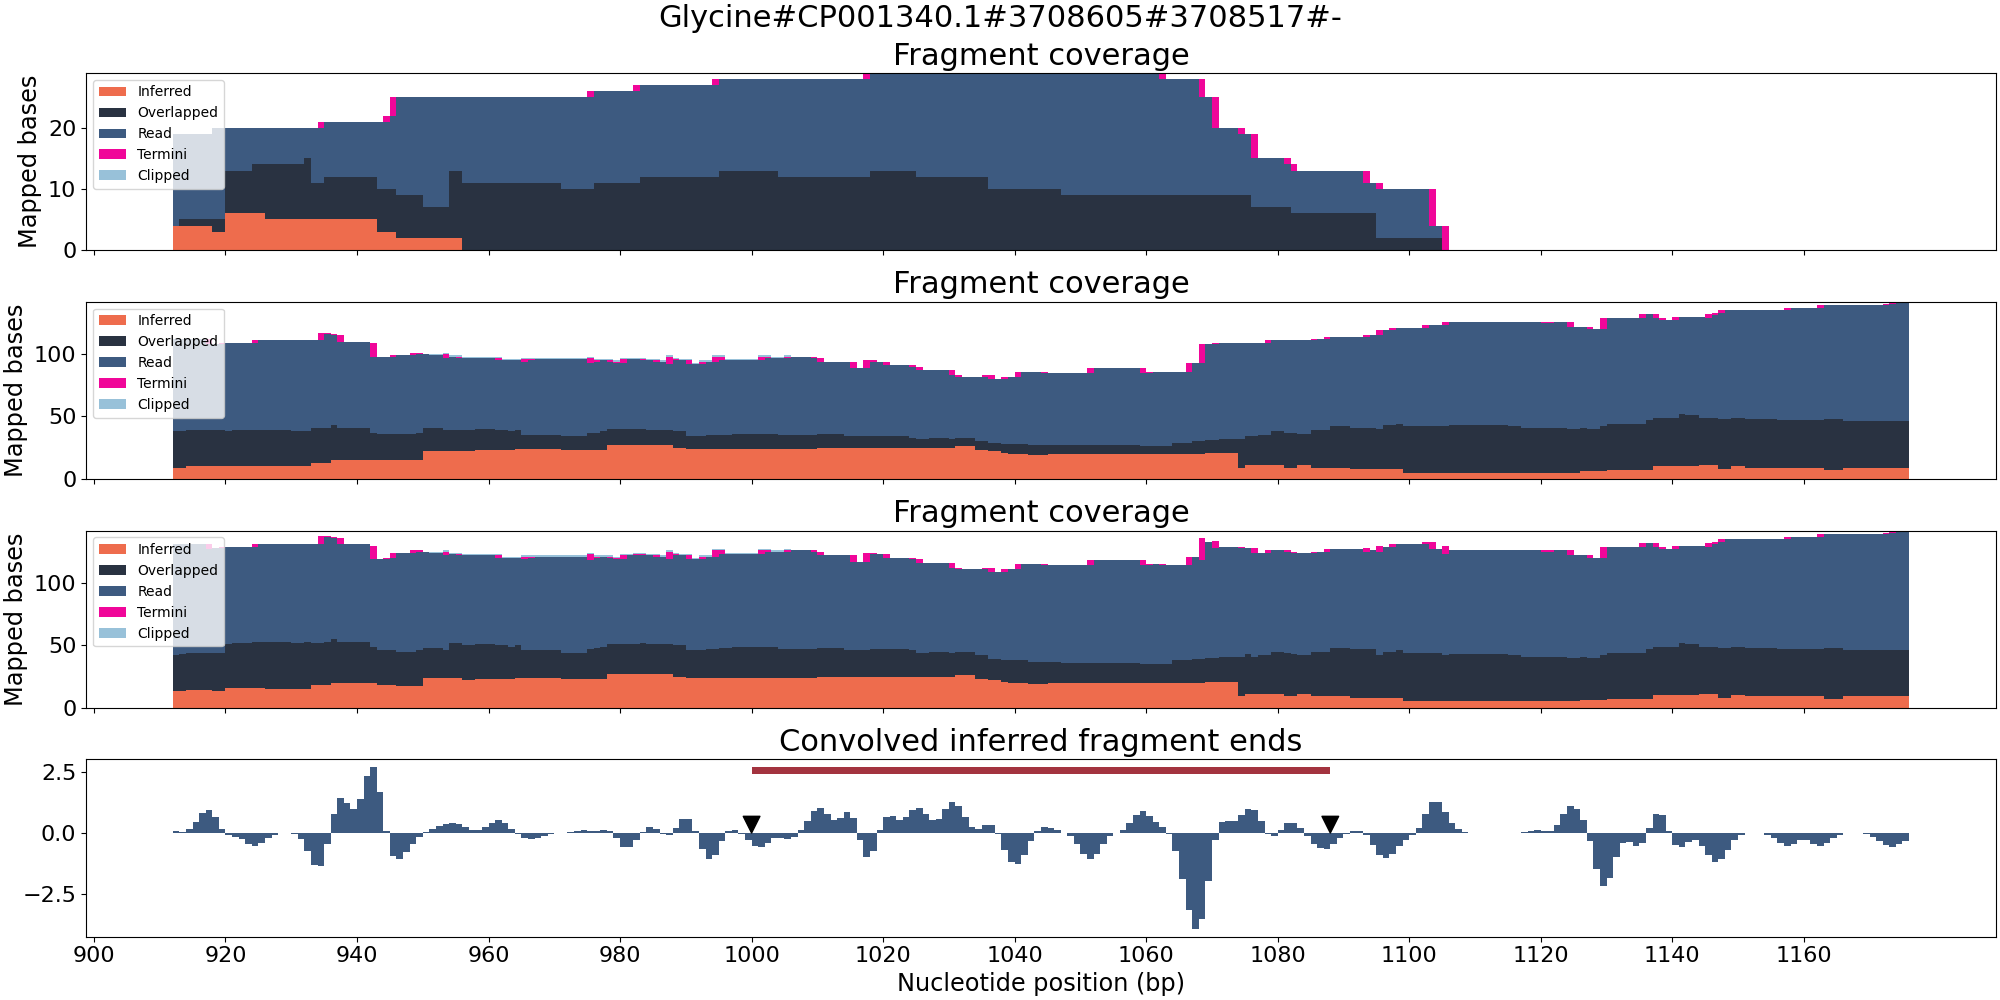 Glycine#CP001340.1#3708605#3708517#-
Fragment coverage
Mapped bases
20
10
0
Inferred
Overlapped
Read
Termini
Clipped
Fragment coverage
Mapped bases
100
50
0
Inferred
Overlapped
Read
Termini
Clipped
Fragment coverage
Mapped bases
100
50
0
Inferred
Overlapped
Read
Termini
Clipped
Convolved inferred fragment ends
2.5
0.0
−2.5
900 920 940 960 980 1000 1020 1040 1060 1080 1100 1120 1140 1160
Nucleotide position (bp)